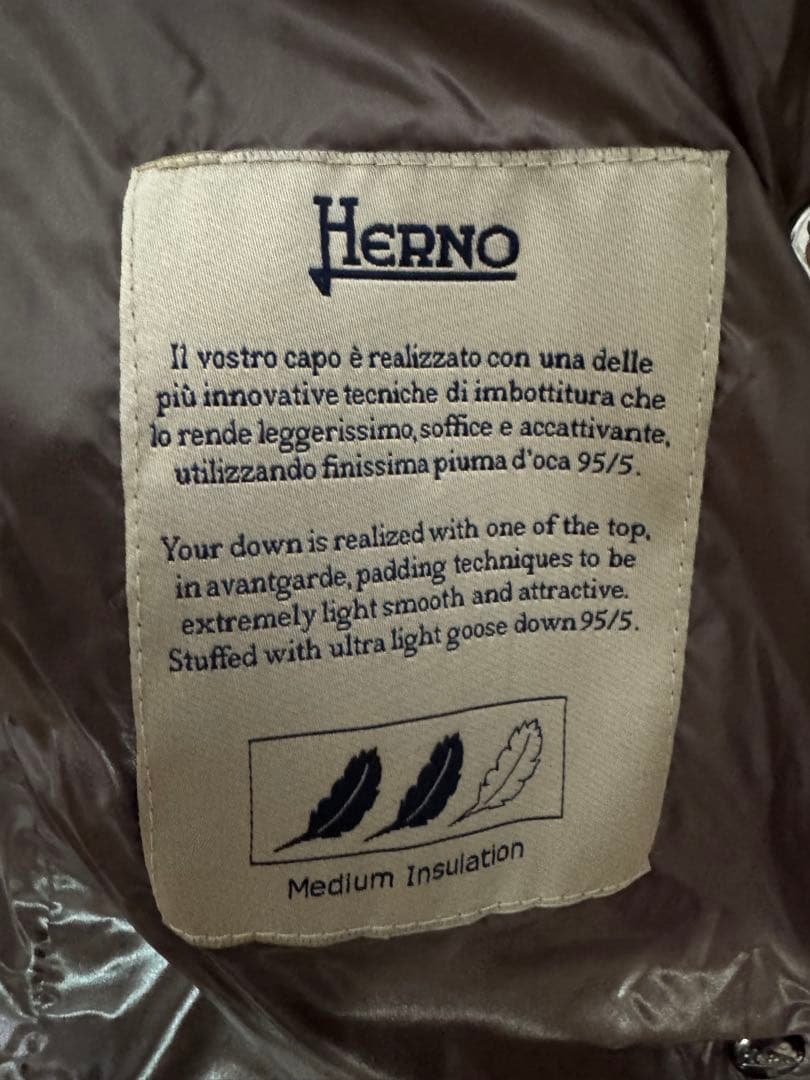 HERNO
Il vostro capo è realizzato con una delle
più innovative tecniche di imbottitura che
lo rende leggerissimo, soffice e accattivante,
utilizzando finissima piuma d'oca 95/5.
Your down is realized with one of the top,
in avantgarde, padding techniques to be
extremely light smooth and attractive.
Stuffed with ultra light goose down 95/5.
Medium Insulation
Herno